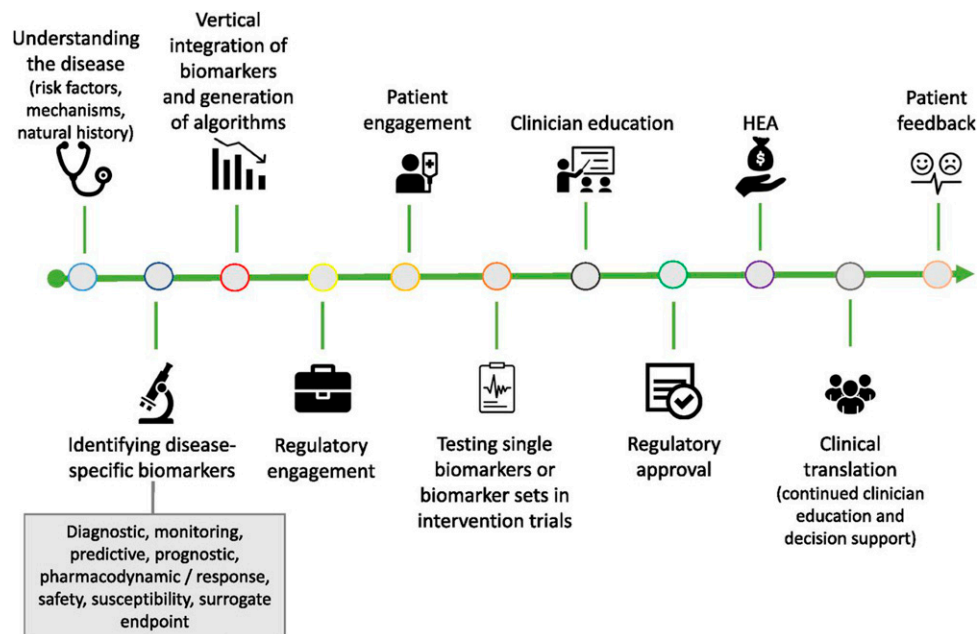 Understanding
the disease
(risk factors,
mechanisms,
natural history)
Identifying disease-
specific biomarkers
Diagnostic, monitoring,
predictive, prognostic,
pharmacodynamic / response,
safety, susceptibility, surrogate
endpoint
Vertical
integration of
biomarkers
and generation
of algorithms
Regulatory
engagement
Patient
engagement
Testing single
biomarkers or
biomarker sets in
intervention trials
Clinician education
Regulatory
approval
HEA
$
Clinical
translation
(continued clinician
education and
decision support)
Patient
feedback